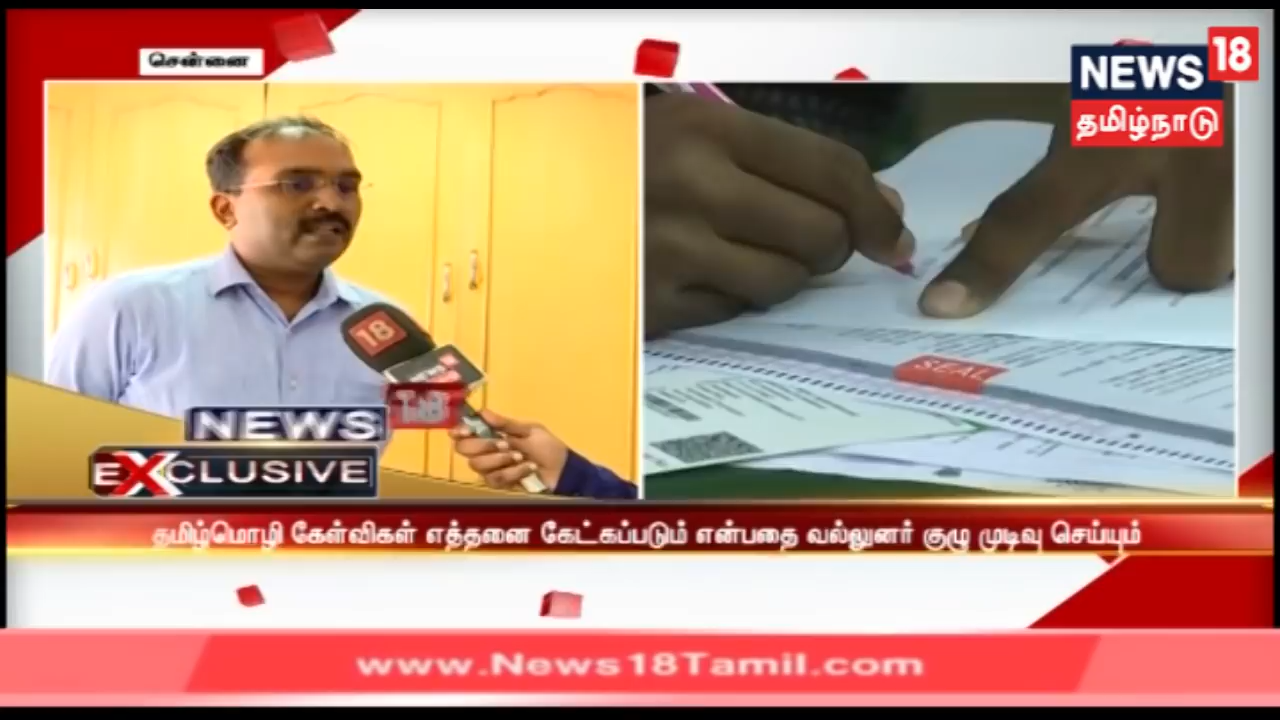 சென்னை
NEWS 18
தமிழ்நாடு
18
NEWS
SEAL
NEWS
EXCLUSIVE
தமிழ்மொழி கேள்விகள் எத்தனை கேட்கப்படும் என்பதை வல்லுனர் குழு முடிவு செய்யும்
www.News18Tamil.com